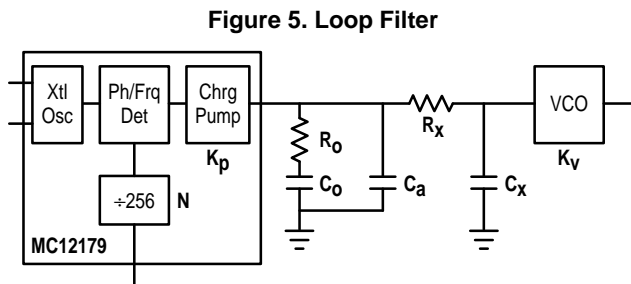 Figure 5. Loop Filter
Xtl
Osc
Ph/Frq
Det
Chrg
Pump
Kp
÷256
N
MC12179
Ro
Co
Ca
Rx
Cx
VCO
Kv